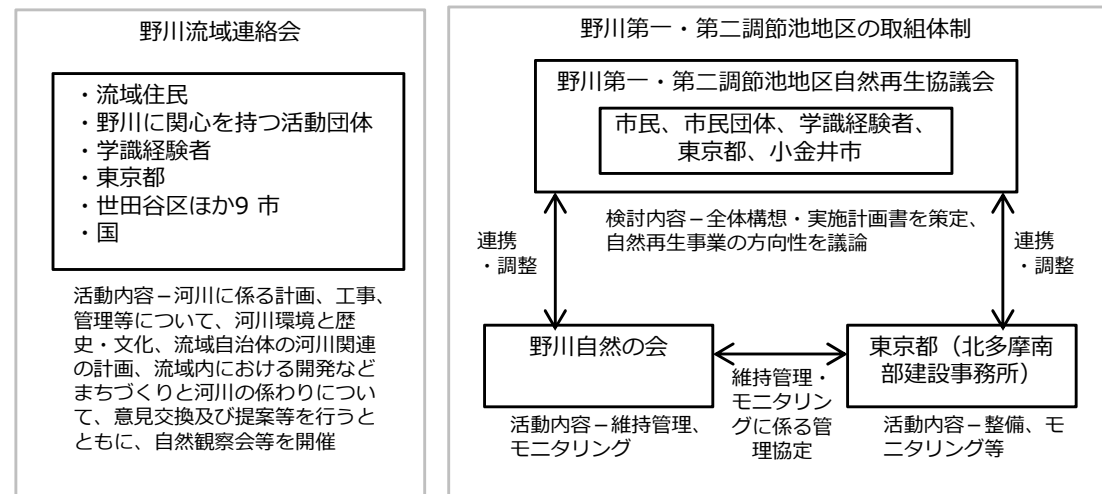 野川流域連絡会
・流域住民
・野川に関心を持つ活動団体
・学識経験者
・東京都
・世田谷区ほか9 市
・国
活動内容－河川に係る計画、工事、
管理等について、河川環境と歴
史・文化、流域自治体の河川関連
の計画、流域内における開発など
まちづくりと河川の係わりについ
て、意見交換及び提案等を行うと
ともに、自然観察会等を開催
野川第一・第二調節池地区の取組体制
野川第一・第二調節池地区自然再生協議会
市民、市民団体、学識経験者、
東京都、小金井市
検討内容－全体構想・実施計画書を策定、
自然再生事業の方向性を議論
連携
・調整
連携
・調整
野川自然の会
活動内容－維持管理、
モニタリング
維持管理・
モニタリン
グに係る管
理協定
東京都（北多摩南
部建設事務所）
活動内容－整備、モ
ニタリング等